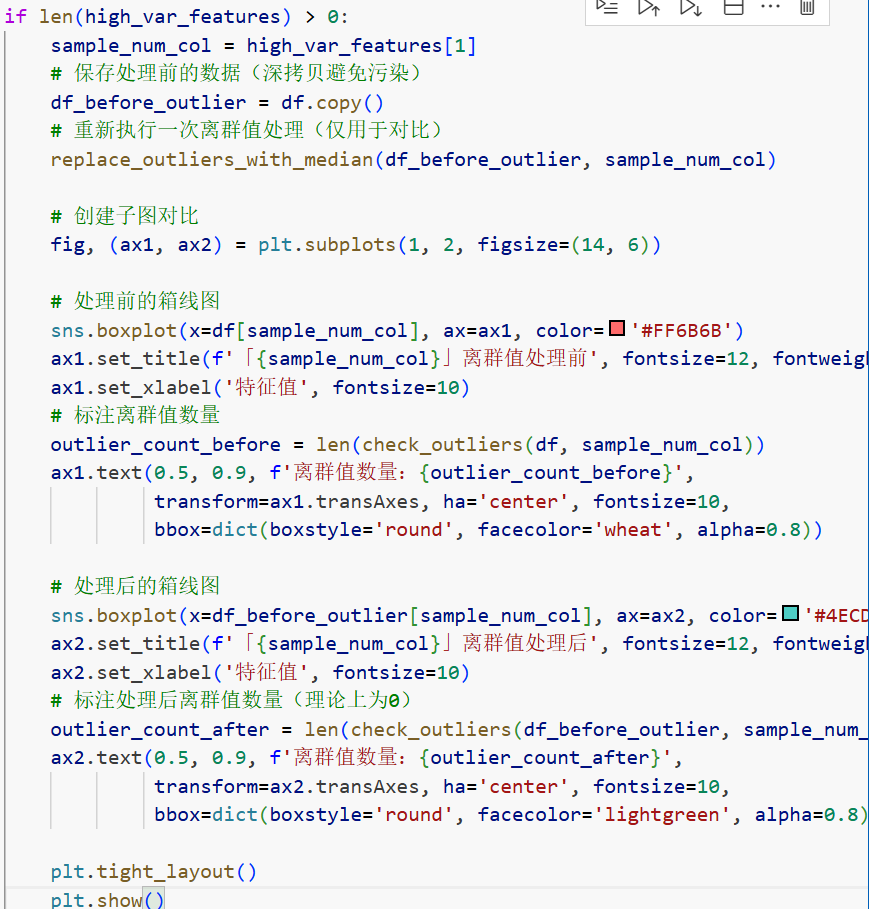 if len(high_var_features) > 0:
    sample_num_col = high_var_features[1]
    # 保存处理前的数据（深拷贝避免污染）
    df_before_outlier = df.copy()
    # 重新执行一次离群值处理（仅用于对比）
    replace_outliers_with_median(df_before_outlier, sample_num_col)
    # 创建子图对比
    fig, (ax1, ax2) = plt.subplots(1, 2, figsize=(14, 6))
    # 处理前的箱线图
    sns.boxplot(x=df[sample_num_col], ax=ax1, color='#FF6B6B')
    ax1.set_title(f'「{sample_num_col}」离群值处理前', fontsize=12, fontweigh
    ax1.set_xlabel('特征值', fontsize=10)
    # 标注离群值数量
    outlier_count_before = len(check_outliers(df, sample_num_col))
    ax1.text(0.5, 0.9, f'离群值数量: {outlier_count_before}',
             transform=ax1.transAxes, ha='center', fontsize=10,
             bbox=dict(boxstyle='round', facecolor='wheat', alpha=0.8))
    # 处理后的箱线图
    sns.boxplot(x=df_before_outlier[sample_num_col], ax=ax2, color='#4ECD
    ax2.set_title(f'「{sample_num_col}」离群值处理后', fontsize=12, fontweigh
    ax2.set_xlabel('特征值', fontsize=10)
    # 标注处理后离群值数量（理论上为0）
    outlier_count_after = len(check_outliers(df_before_outlier, sample_num_
    ax2.text(0.5, 0.9, f'离群值数量: {outlier_count_after}',
             transform=ax2.transAxes, ha='center', fontsize=10,
             bbox=dict(boxstyle='round', facecolor='lightgreen', alpha=0.8)
    plt.tight_layout()
    plt.show()